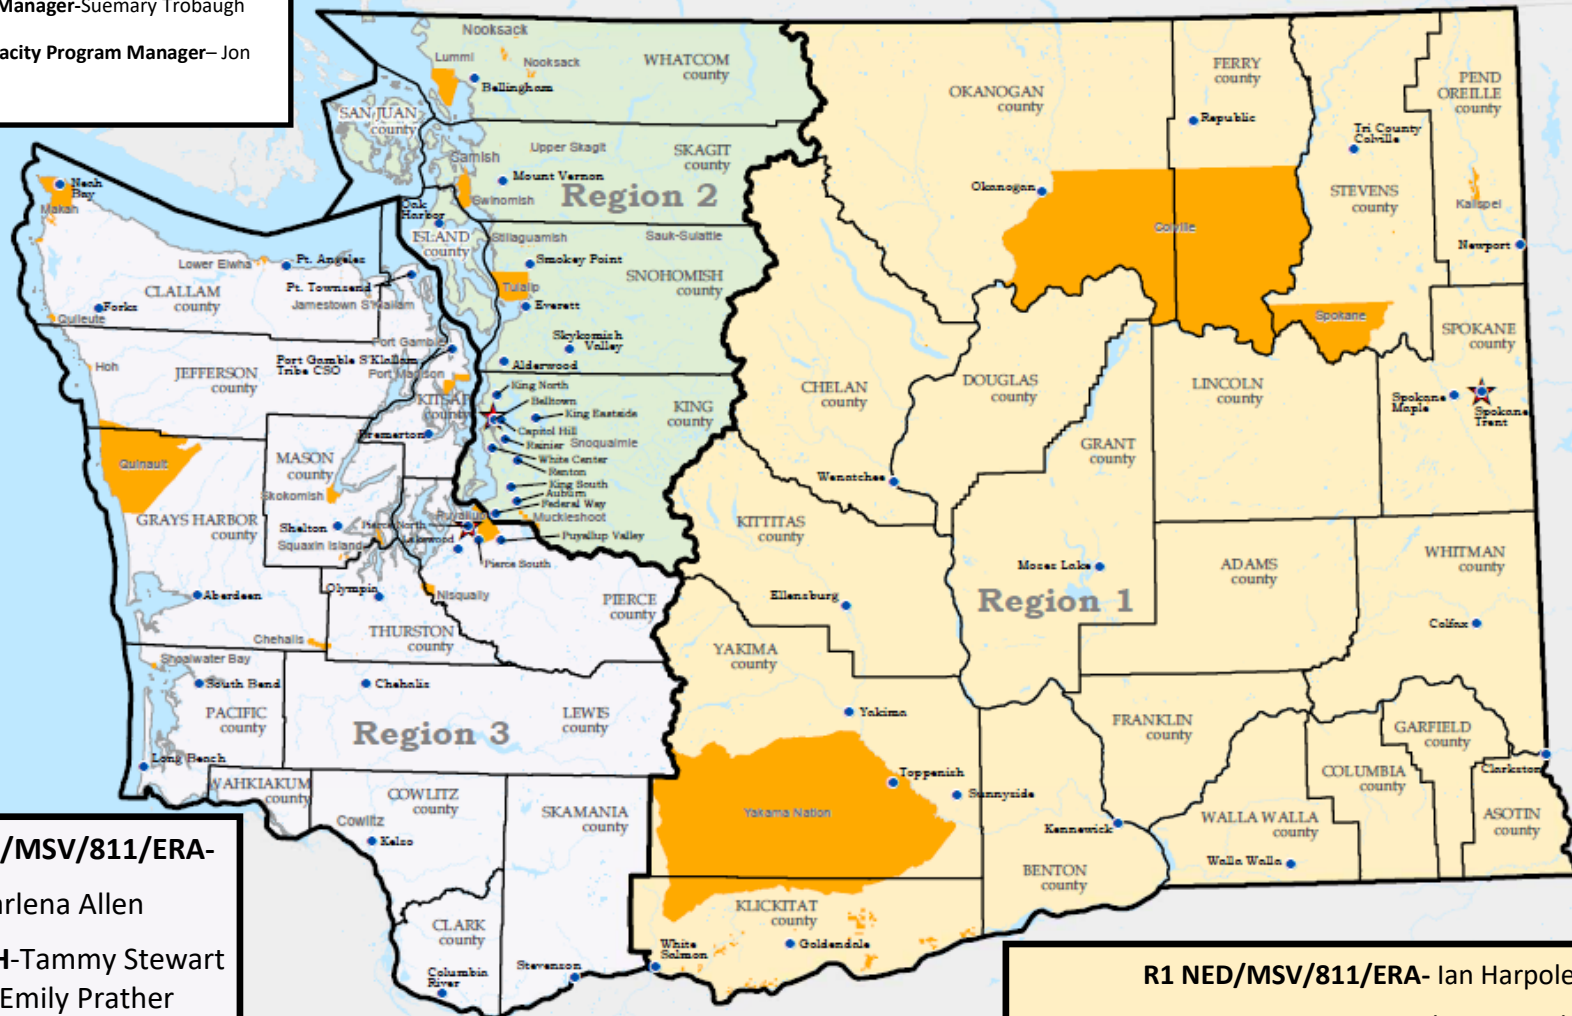 Manager-Suemary Trobaugh
acity Program Manager– Jon
Nooksack
Lummi
Nooksack
Bellingham
WHATCOM
county
SAN JUAN
county
Samish
Upper Skagit
SKAGIT
county
Mount Vernon
Swinomish
Region 2
Oak
Harbor
ISLAND
county
Stillaguamish
Sauk-Suiattle
Smokey Point
SNOHOMISH
county
Tulalip
Everett
Skykomish
Valley
Alderwood
King North
Belltown
King Eastside
KING
county
Capitol Hill
Rainier
Snoqualmie
White Center
Renton
King South
Auburn
Federal Way
Muckleshoot
Neah
Bay
Makah
Lower Elwha
Pt. Angeles
Pt. Townsend
CLALLAM
county
Jamestown S'Klallam
Forks
Quileute
Port Gamble
Port Gamble S'Klallam
Tribe CSO
Port Madison
Hoh
JEFFERSON
county
KITSAP
county
Bremerton
Quinault
MASON
county
Skokomish
GRAYS HARBOR
county
Shelton
Squaxin Island
Puyallup
Pierce North
Lakewood
Puyallup Valley
Pierce South
Aberdeen
Olympia
Nisqually
PIERCE
county
THURSTON
county
Chehalis
Shoalwater Bay
South Bend
Chehalis
PACIFIC
county
Region 3
LEWIS
county
Long Beach
WAHKIAKUM
county
COWLITZ
county
Cowlitz
Kelso
SKAMANIA
county
CLARK
county
Columbia
River
Stevenson
OKANOGAN
county
FERRY
county
PEND
OREILLE
county
Republic
Tri County
Colville
Okanogan
STEVENS
county
Kalispel
Colville
Newport
Spokane
SPOKANE
county
CHELAN
county
DOUGLAS
county
LINCOLN
county
Spokane
Maple
Spokane
Trent
GRANT
county
Wenatchee
KITTITAS
county
Moses Lake
ADAMS
county
WHITMAN
county
Ellensburg
Region 1
Colfax
YAKIMA
county
Yakima
FRANKLIN
county
GARFIELD
county
Toppenish
Sunnyside
COLUMBIA
county
Clarkston
Yakama Nation
Kennewick
WALLA WALLA
county
ASOTIN
county
Walla Walla
BENTON
county
KLICKITAT
county
White
Salmon
Goldendale
/MSV/811/ERA-
arlena Allen
H-Tammy Stewart
Emily Prather
R1 NED/MSV/811/ERA- Ian Harpole